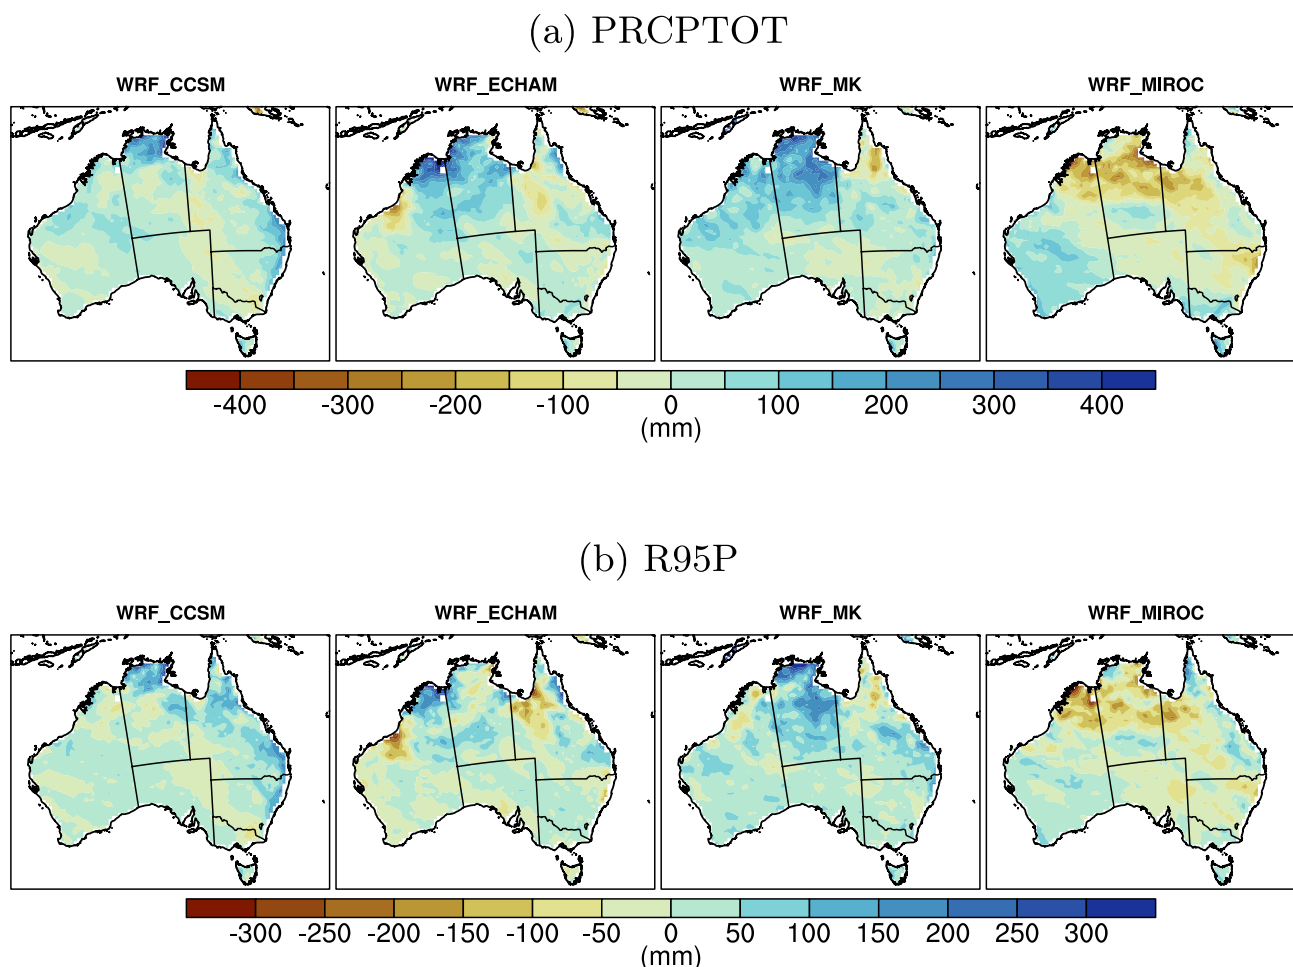 (a) PRCPTOT
WRF_CCSM WRF_ECHAM WRF_MK WRF_MIROC
-400 -300 -200 -100 0 100 200 300 400
(mm)
(b) R95P
WRF_CCSM WRF_ECHAM WRF_MK WRF_MIROC
-300 -250 -200 -150 -100 -50 0 50 100 150 200 250 300
(mm)